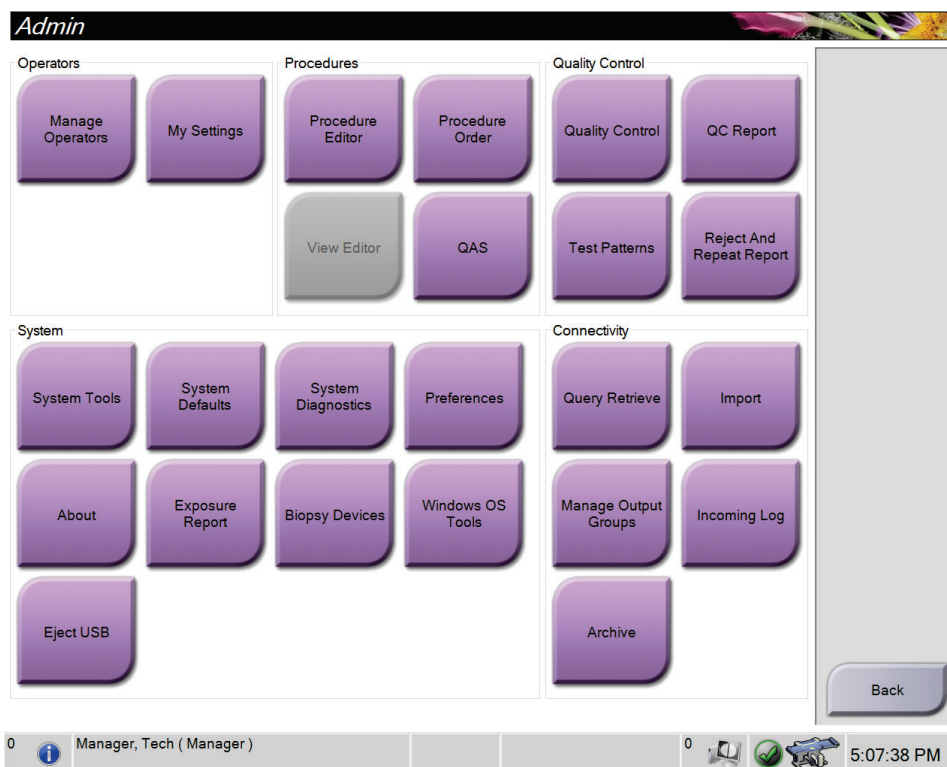 Admin
Operators
Manage
Operators
My Settings
Procedures
Procedure
Editor
Procedure
Order
View Editor
QAS
Quality Control
Quality Control
QC Report
Test Patterns
Reject And
Repeat Report
System
System Tools
System
Defaults
System
Diagnostics
Preferences
About
Exposure
Report
Biopsy Devices
Windows OS
Tools
Eject USB
Connectivity
Query Retrieve
Import
Manage Output
Groups
Incoming Log
Archive
Back
0
Manager, Tech ( Manager )
0
5:07:38 PM